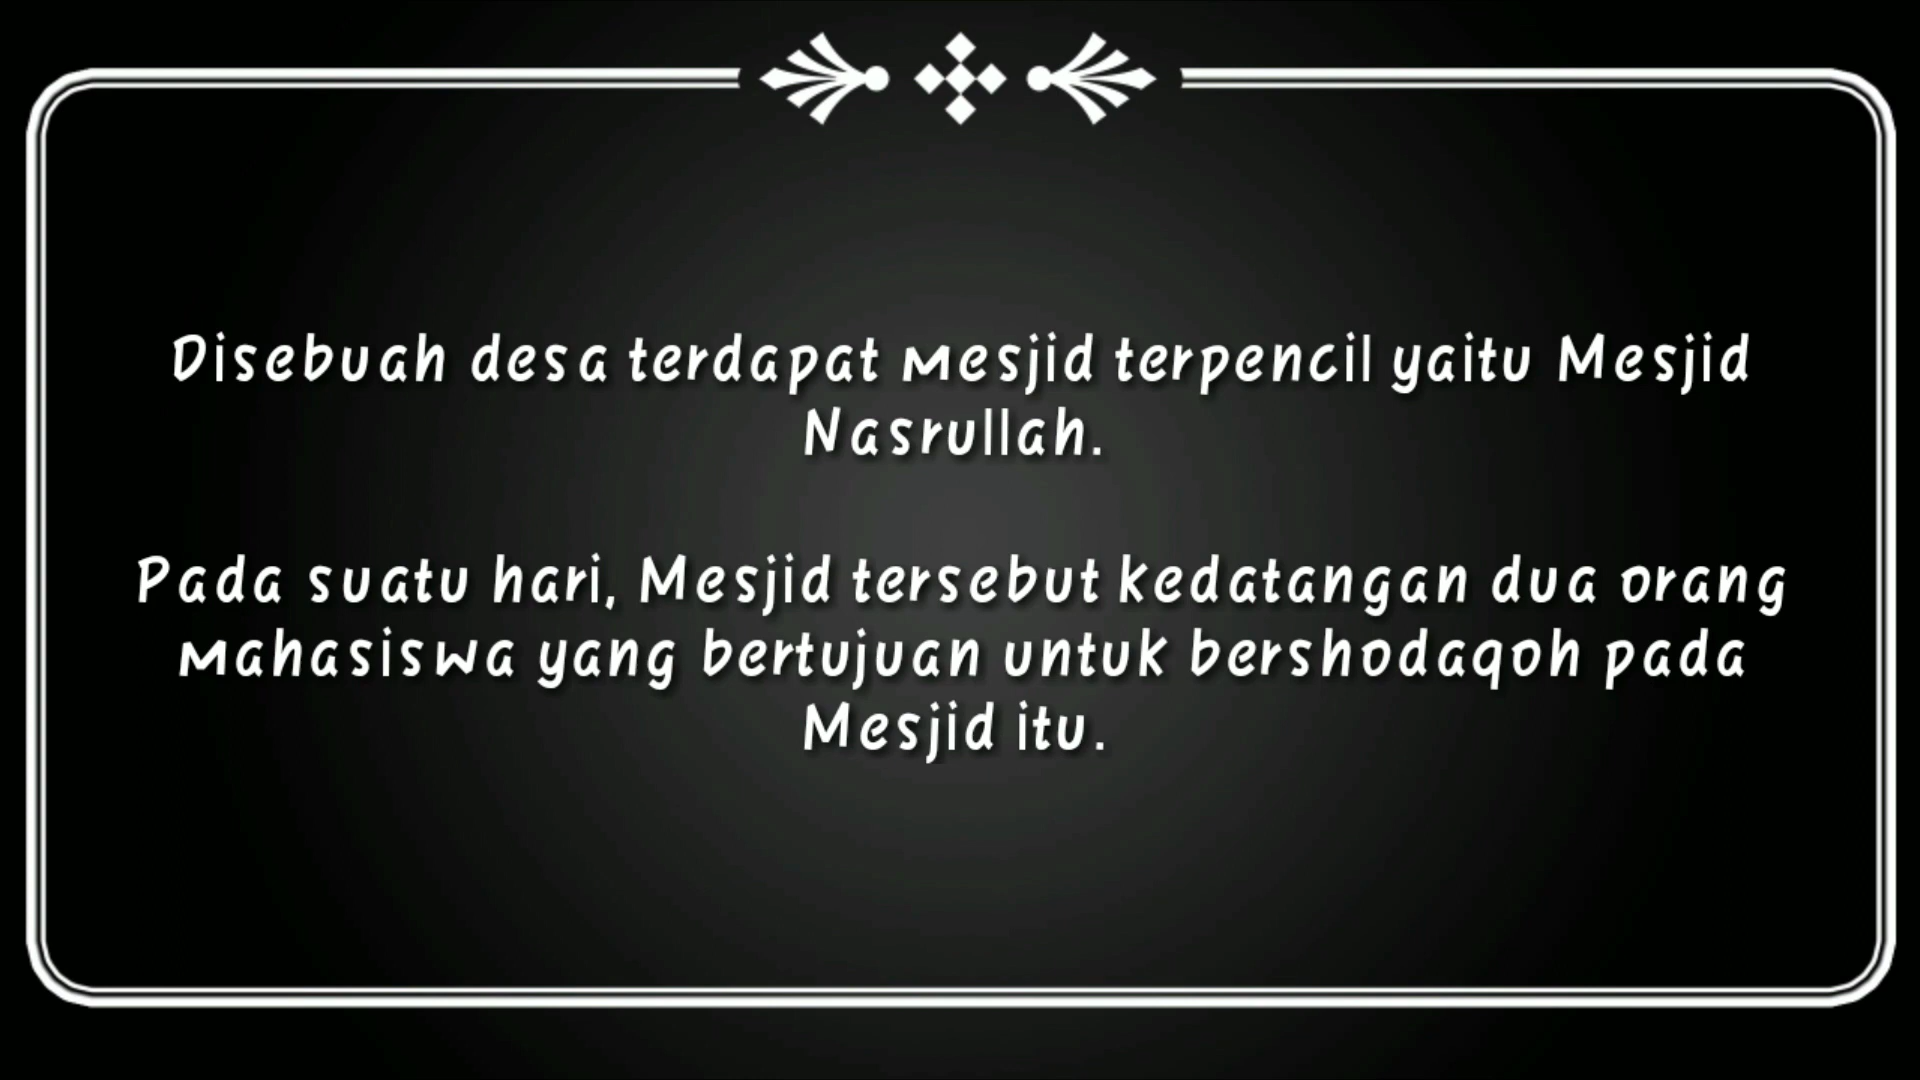 Disebuah desa terdapat mesjid terpencil yaitu Mesjid
Nasrullah.
Pada suatu hari, Mesjid tersebut kedatangan dua orang
mahasiswa yang bertujuan untuk bershodaqoh pada
Mesjid itu.